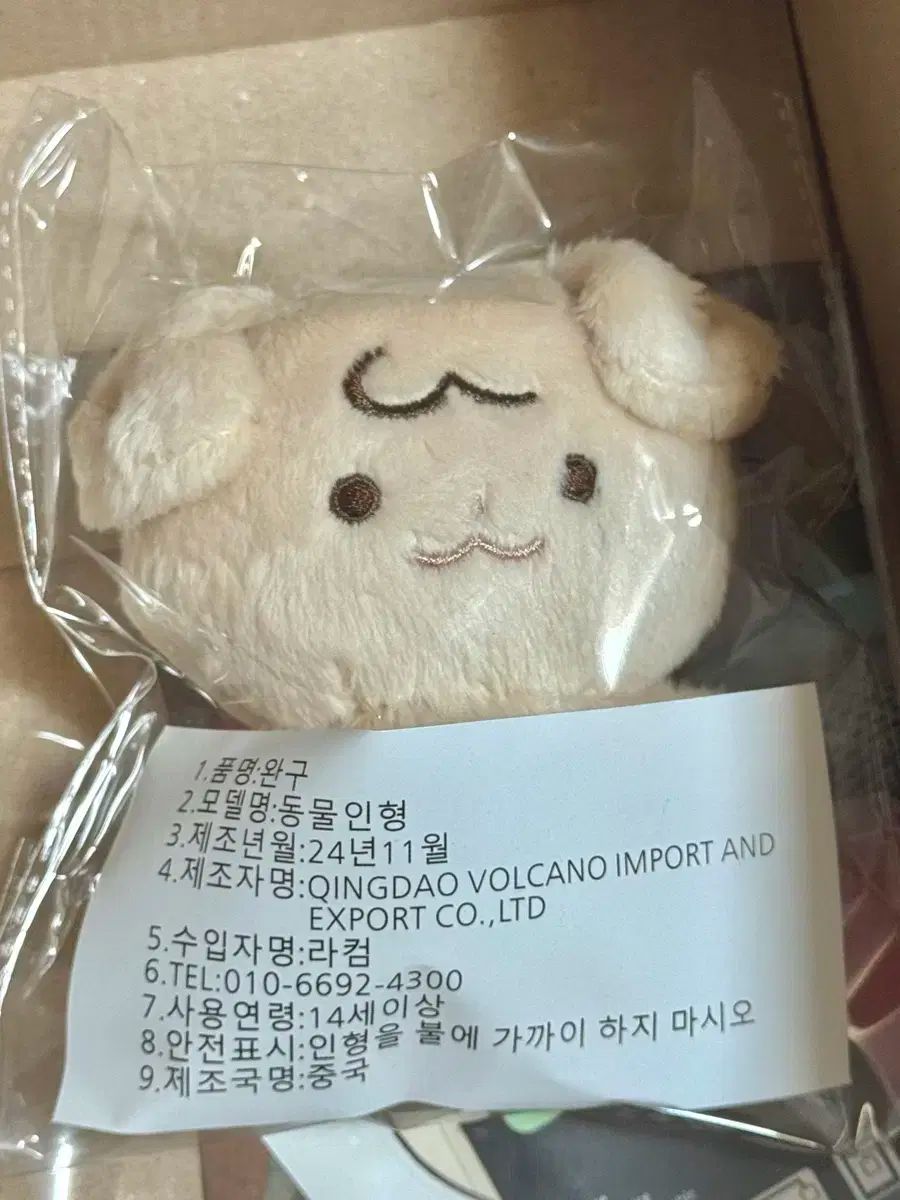 1.품명:완구
2.모델명:동물인형
3.제조년월:24년11월
4.제조자명:QINGDAO VOLCANO IMPORT AND
EXPORT CO.,LTD
5.수입자명:라컴
6.TEL:010-6692-4300
7.사용연령:14세이상
8.안전표시:인형을 불에 가까이 하지 마시오
9.제조국명:중국